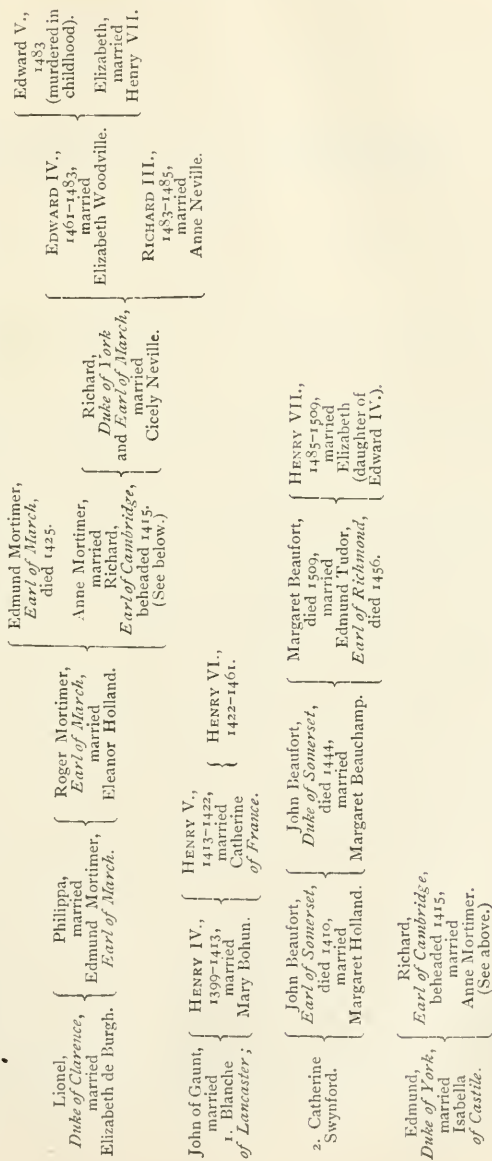 Lionel,
Duke of Clarence,
married
Elizabeth de Burgh.
Philippa,
married
Edmund Mortimer,
Earl of March.
Roger Mortimer,
Earl of March,
married
Eleanor Holland.
Edmund Mortimer,
Earl of March,
died 1425.
Anne Mortimer,
married
Richard,
Earl of Cambridge,
beheaded 1415.
(See below.)
Richard,
Duke of York
and Earl of March,
married
Cicely Neville.
EDWARD IV.,
1461-1483,
married
Elizabeth Woodville.
RICHARD III.,
1483-1485,
married
Anne Neville.
Edward V.,
1483
(murdered in
childhood).
Elizabeth,
married
Henry VII.
John of Gaunt,
married
1. Blanche
of Lancaster;
HENRY IV.,
1399-1413,
married
Mary Bohun.
HENRY V.,
1413-1422,
married
Catherine
of France.
HENRY VI.,
1422-1461.
2. Catherine
Swynford.
John Beaufort,
Earl of Somerset,
died 1410,
married
Margaret Holland.
John Beaufort,
Duke of Somerset,
died 1444,
married
Margaret Beauchamp.
Margaret Beaufort,
died 1509,
married
Edmund Tudor,
Earl of Richmond,
died 1456.
HENRY VII.,
1485-1509,
married
Elizabeth
(daughter of
Edward IV.).
Edmund,
Duke of York,
married
Isabella
of Castile.
Richard,
Earl of Cambridge,
beheaded 1415,
married
Anne Mortimer.
(See above.)